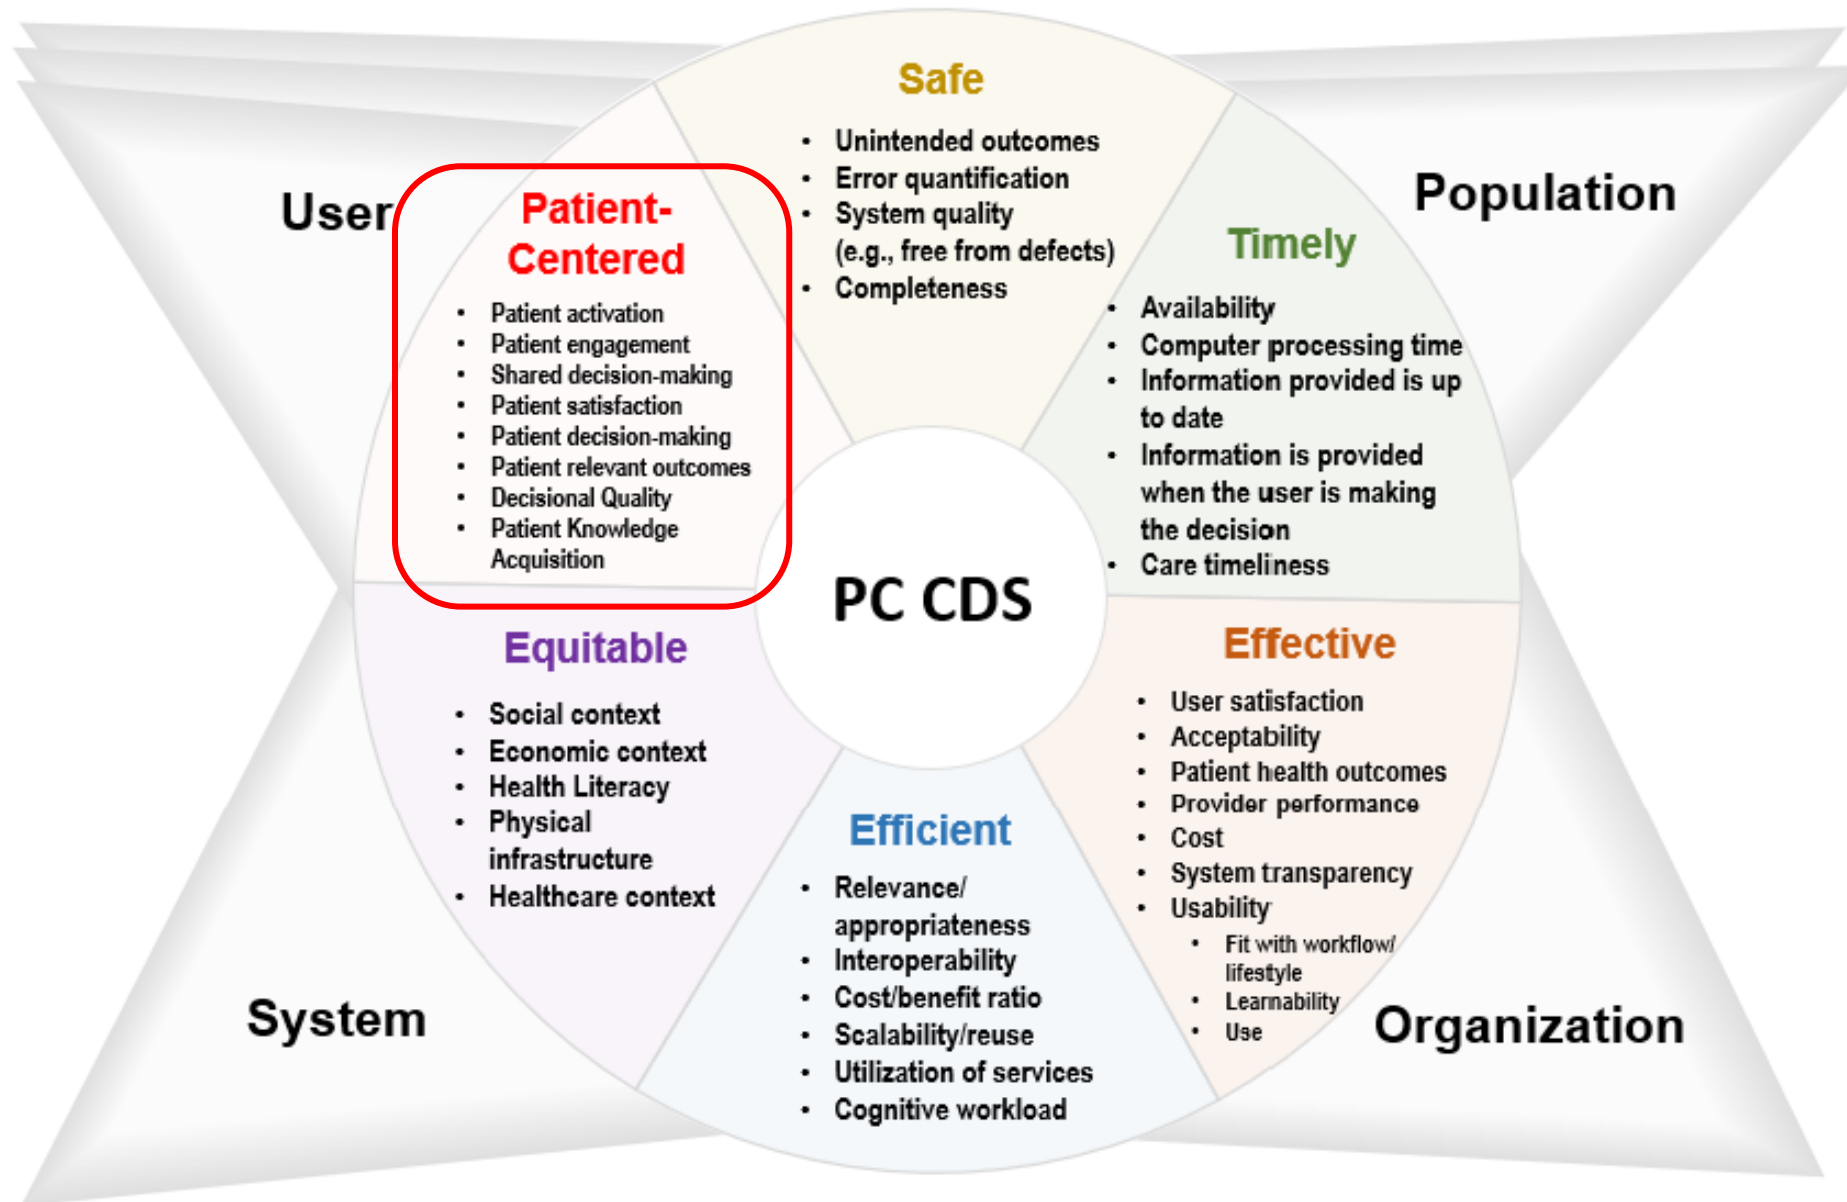 Safe
• Unintended outcomes
• Error quantification
• System quality
(e.g., free from defects)
• Completeness
User
Population
Patient-
Centered
• Patient activation
• Patient engagement
• Shared decision-making
• Patient satisfaction
• Patient decision-making
• Patient relevant outcomes
• Decisional Quality
• Patient Knowledge
Acquisition
Timely
• Availability
• Computer processing time
• Information provided is up
to date
• Information is provided
when the user is making
the decision
• Care timeliness
PC CDS
Equitable
• Social context
• Economic context
• Health Literacy
• Physical
infrastructure
• Healthcare context
Effective
• User satisfaction
• Acceptability
• Patient health outcomes
• Provider performance
• Cost
• System transparency
• Usability
• Fit with workflow/
lifestyle
• Learnability
• Use
Efficient
• Relevance/
appropriateness
• Interoperability
• Cost/benefit ratio
• Scalability/reuse
• Utilization of services
• Cognitive workload
System
Organization